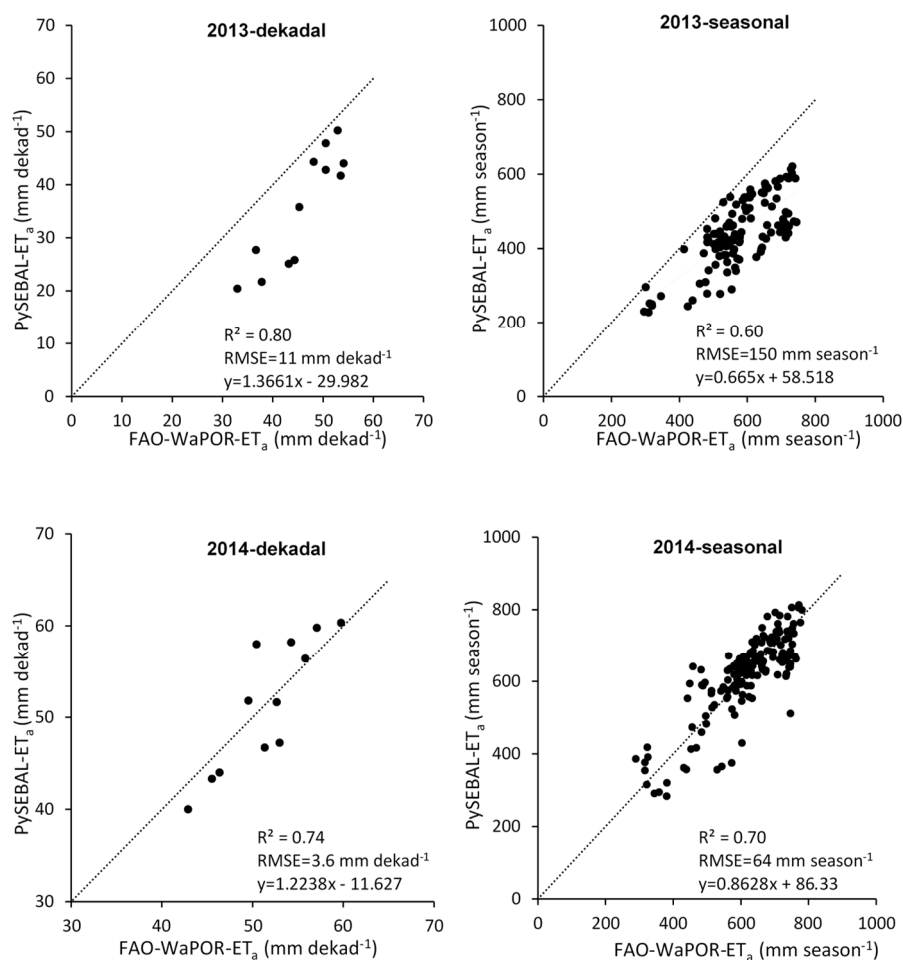 2013-dekadal
70
60
50
40
30
20
10
0
0 10 20 30 40 50 60 70
PySEBAL-ETa (mm dekad-1)
FAO-WaPOR-ETa (mm dekad-1)
R² = 0.80
RMSE=11 mm dekad-1
y=1.3661x - 29.982
2013-seasonal
1000
800
600
400
200
0
0 200 400 600 800 1000
PySEBAL-ETa (mm season-1)
FAO-WaPOR-ETa (mm season-1)
R² = 0.60
RMSE=150 mm season-1
y=0.665x + 58.518
2014-dekadal
70
60
50
40
30
30 40 50 60 70
PySEBAL-ETa (mm dekad-1)
FAO-WaPOR-ETa (mm dekad-1)
R² = 0.74
RMSE=3.6 mm dekad-1
y=1.2238x - 11.627
2014-seasonal
1000
800
600
400
200
0
0 200 400 600 800 1000
PySEBAL-ETa (mm season-1)
FAO-WaPOR-ETa (mm season-1)
R² = 0.70
RMSE=64 mm season-1
y=0.8628x + 86.33